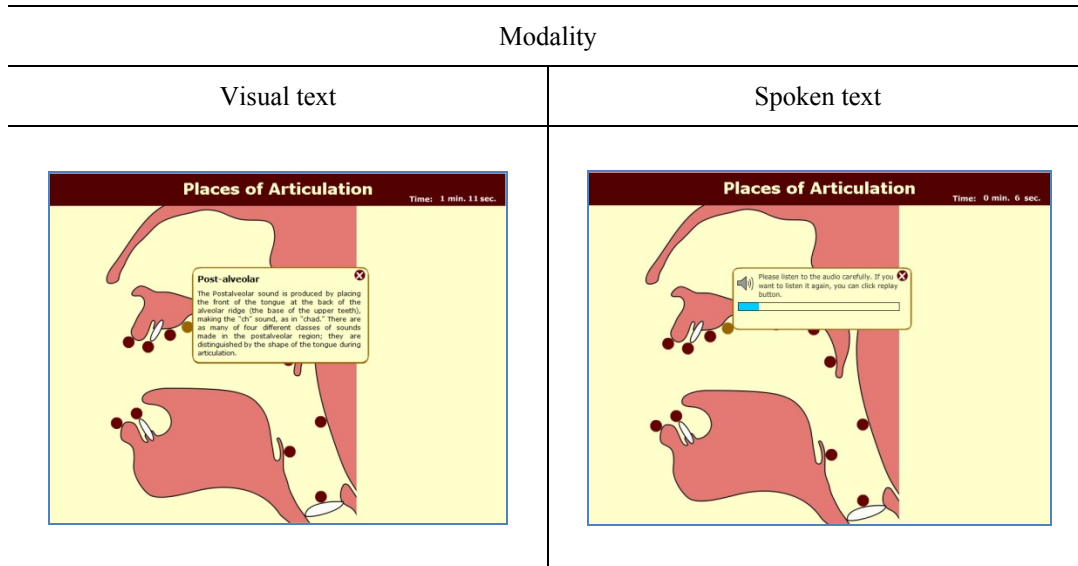 Modality
Visual text
Spoken text
Places of Articulation
Time: 1 min. 11 sec.
Post-alveolar
The Postalveolar sound is produced by placing
the front of the tongue at the back of the
alveolar ridge (the base of the upper teeth),
making the "ch" sound, as in "chad." There are
as many of four different classes of sounds
made in the postalveolar region; they are
distinguished by the shape of the tongue during
articulation.
Places of Articulation
Time: 0 min. 6 sec.
Please listen to the audio carefully. If you
want to listen it again, you can click replay
button.